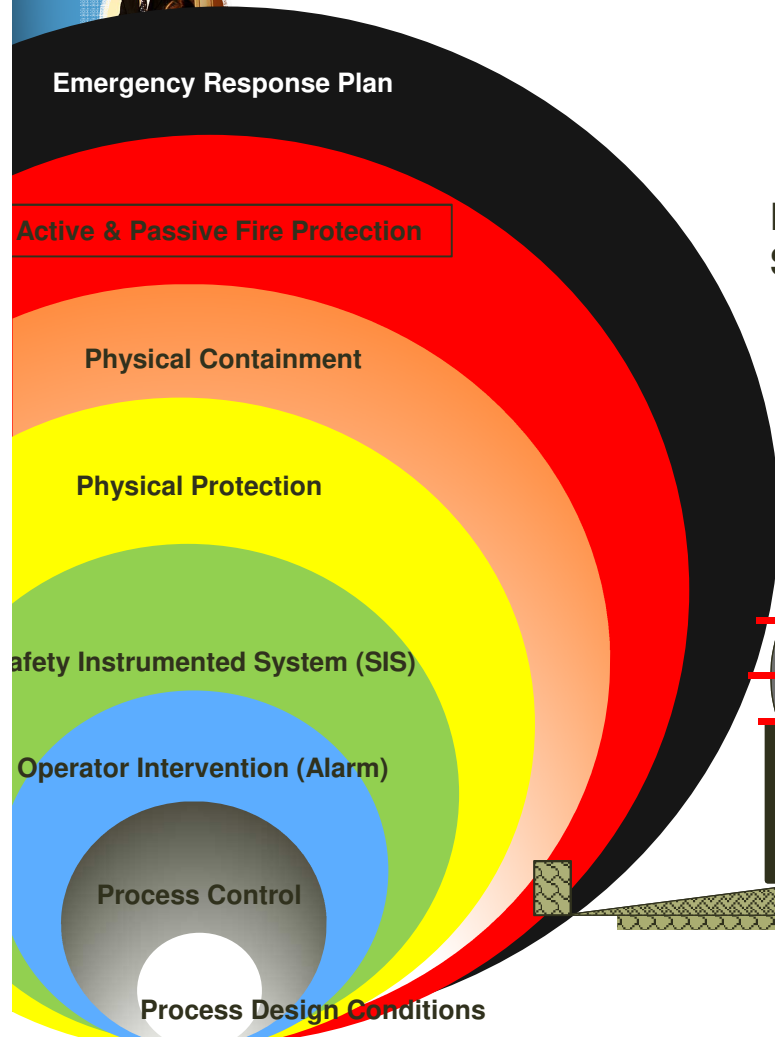 Emergency Response Plan
Active & Passive Fire Protection
Physical Containment
Physical Protection
afety Instrumented System (SIS)
Operator Intervention (Alarm)
Process Control
Process Design Conditions